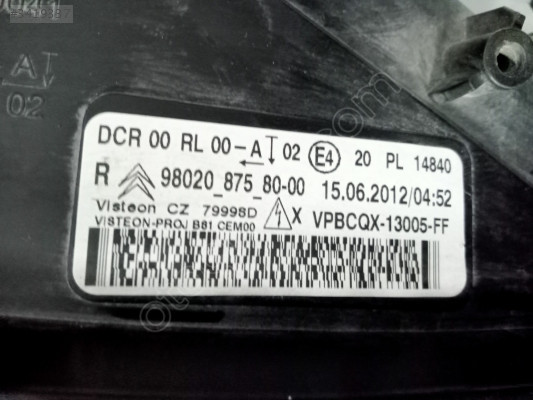 A
02
DCR 00 RL 00-A 02 E4 20 PL 14840
R 98020_875_80-00 15.06.2012/04:52
Visteon CZ 79998D X VPBCQX-13005-FF
VISTEON-PROJ B81 CEM00